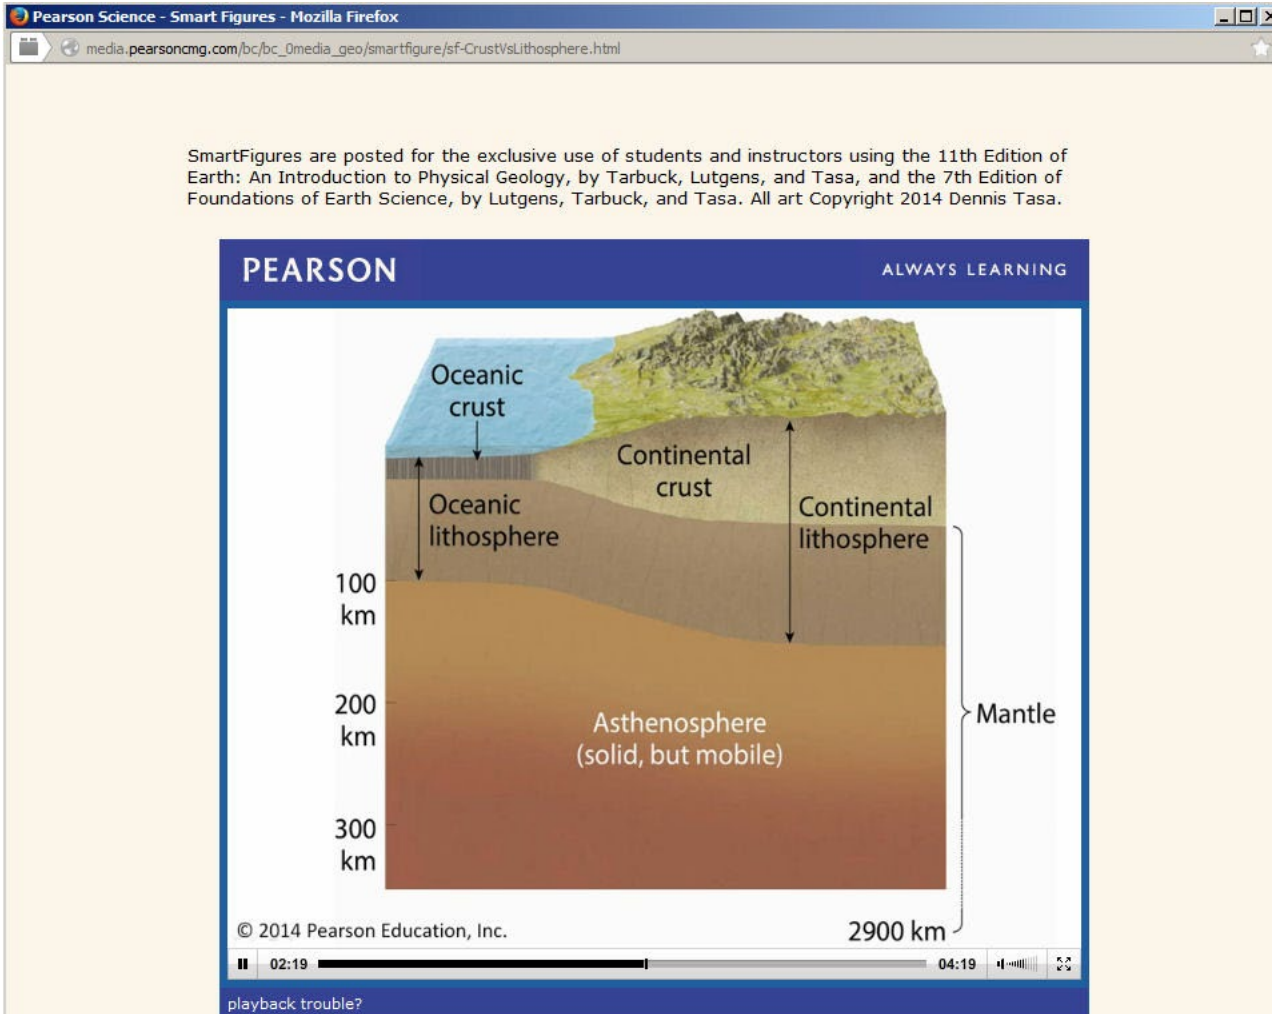 Pearson Science - Smart Figures - Mozilla Firefox
media.pearsoncmg.com/bc/bc_0media_geo/smartfigure/sf-CrustVsLithosphere.html
SmartFigures are posted for the exclusive use of students and instructors using the 11th Edition of
Earth: An Introduction to Physical Geology, by Tarbuck, Lutgens, and Tasa, and the 7th Edition of
Foundations of Earth Science, by Lutgens, Tarbuck, and Tasa. All art Copyright 2014 Dennis Tasa.
PEARSON
ALWAYS LEARNING
Oceanic
crust
Continental
crust
Oceanic
lithosphere
Continental
lithosphere
100
km
200
km
Asthenosphere
(solid, but mobile)
Mantle
300
km
© 2014 Pearson Education, Inc.
2900 km
02:19
04:19
playback trouble?